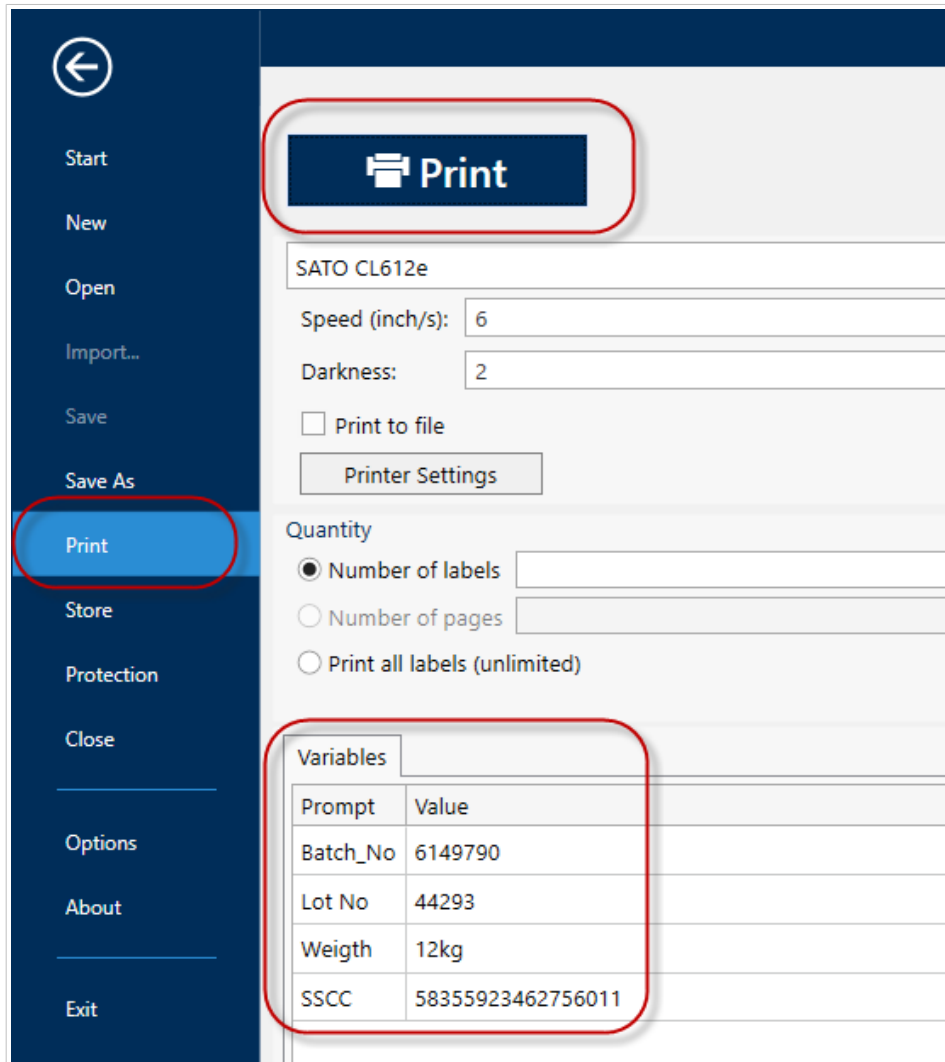 Start
New
Open
Import...
Save
Save As
Print
Store
Protection
Close
Options
About
Exit
Print
SATO CL612e
Speed (inch/s): 6
Darkness: 2
Print to file
Printer Settings
Quantity
Number of labels
Number of pages
Print all labels (unlimited)
Variables
Prompt Value
Batch_No 6149790
Lot No 44293
Weigth 12kg
SSCC 58355923462756011